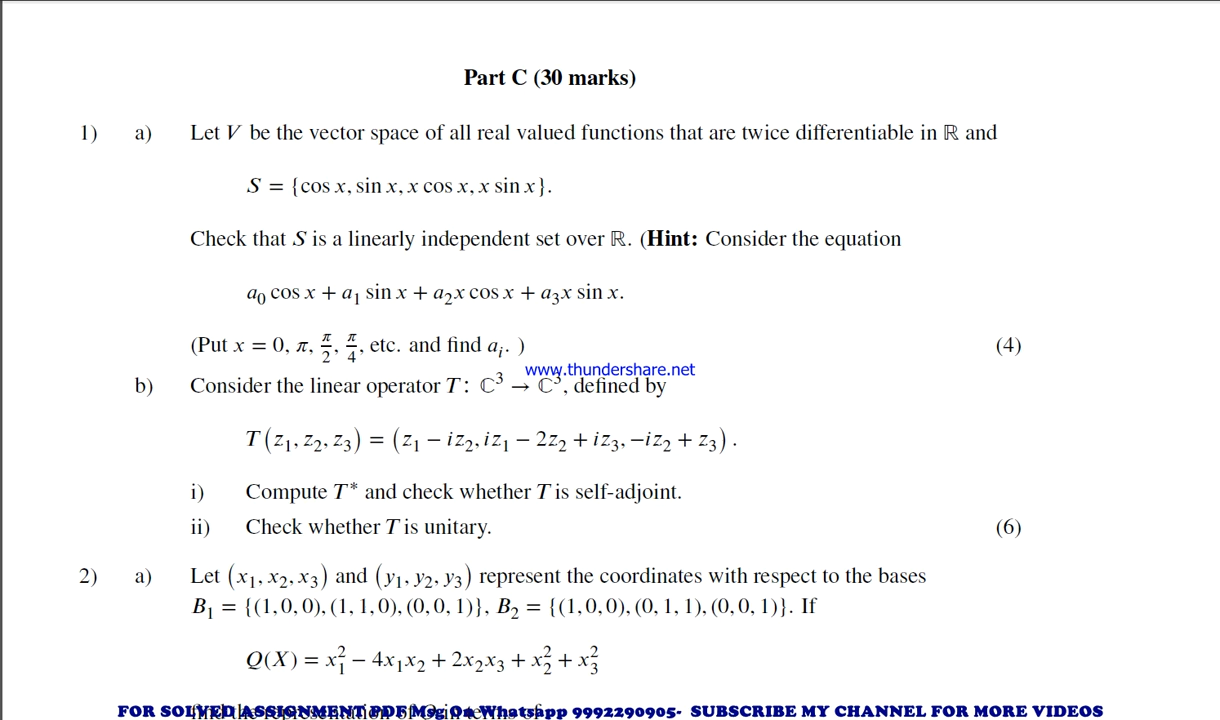 Part C (30 marks)
1) a) Let V be the vector space of all real valued functions that are twice differentiable in ℝ and
S = {cos x, sin x, x cos x, x sin x}.
Check that S is a linearly independent set over ℝ. (Hint: Consider the equation
a₀ cos x + a₁ sin x + a₂x cos x + a₃x sin x.
(Put x = 0, π, π/2, π/4, etc. and find aᵢ. ) (4)
www.thundershare.net
b) Consider the linear operator T : ℂ³ → ℂ³, defined by
T(z₁, z₂, z₃) = (z₁ − iz₂, iz₁ − 2z₂ + iz₃, −iz₂ + z₃) .
i) Compute T* and check whether T is self-adjoint.
ii) Check whether T is unitary. (6)
2) a) Let (x₁, x₂, x₃) and (y₁, y₂, y₃) represent the coordinates with respect to the bases
B₁ = {(1, 0, 0), (1, 1, 0), (0, 0, 1)}, B₂ = {(1, 0, 0), (0, 1, 1), (0, 0, 1)}. If
Q(X) = x₁² − 4x₁x₂ + 2x₂x₃ + x₂² + x₃²
FOR SOLVED ASSIGNMENT PDF Msg On Whatsapp 9992290905- SUBSCRIBE MY CHANNEL FOR MORE VIDEOS